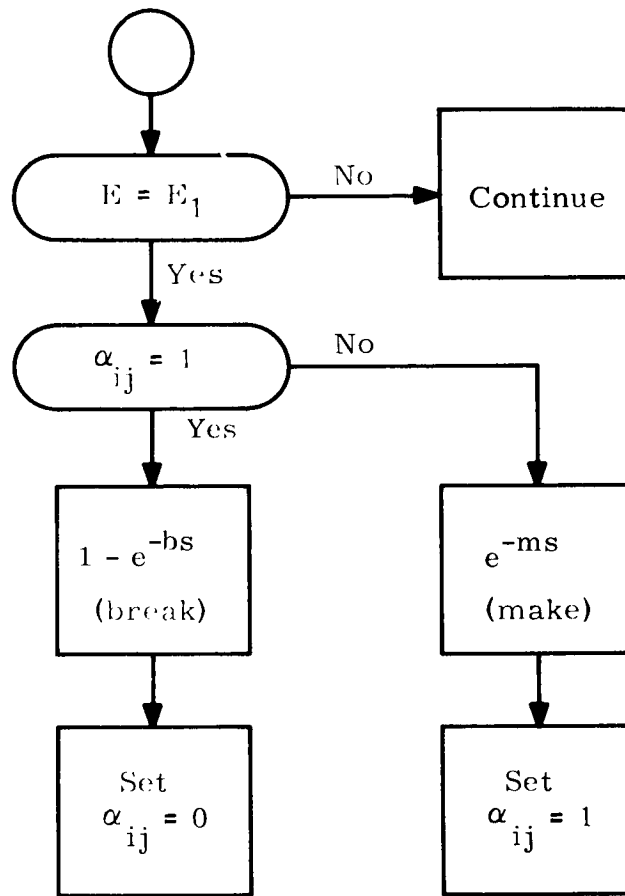 E = E₁
No
Continue
Yes
αᵢⱼ = 1
No
Yes
1 - e⁻ᵇˢ
(break)
e⁻ᵐˢ
(make)
Set
αᵢⱼ = 0
Set
αᵢⱼ = 1